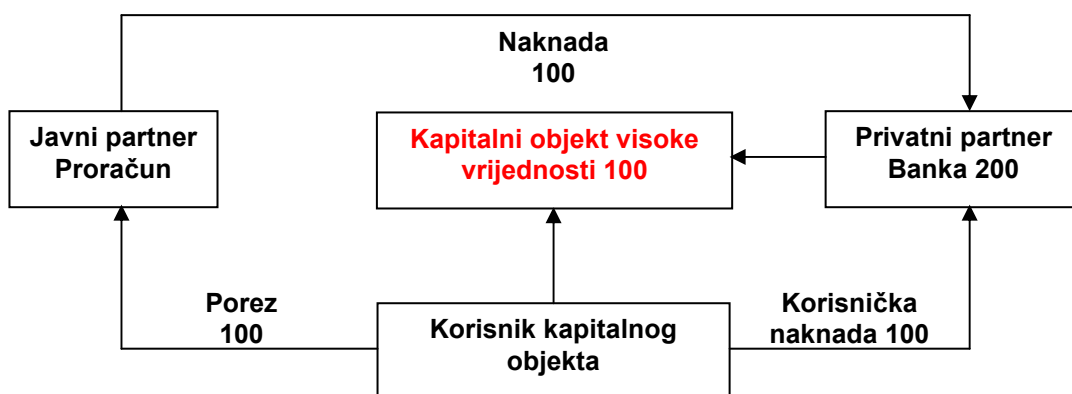 Naknada
100
Javni partner
Proračun
Kapitalni objekt visoke
vrijednosti 100
Privatni partner
Banka 200
Porez
100
Korisnik kapitalnog
objekta
Korisnička
naknada 100